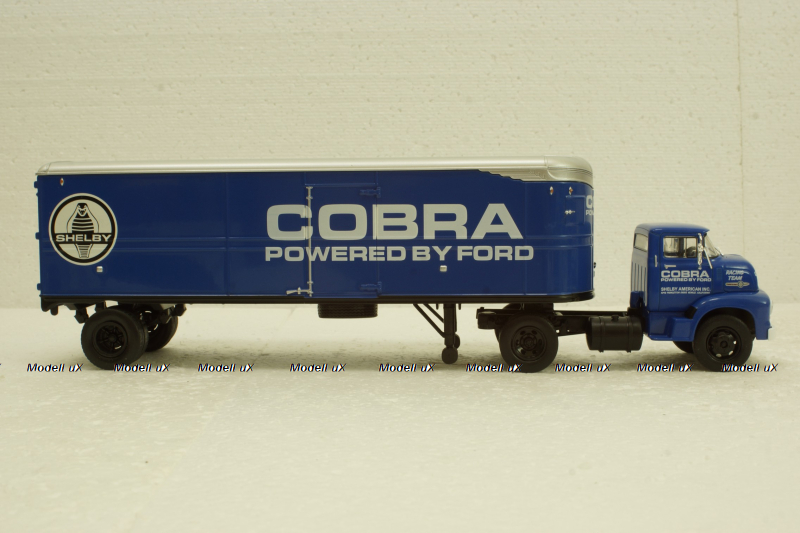 SHELBY
COBRA
POWERED BY FORD
COBRA
POWERED BY FORD
RACING
TEAM
SHELBY AMERICAN INC.
Modell uX Modell uX Modell uX Modell uX Modell uX Modell uX Modell uX Modell uX Modell uX